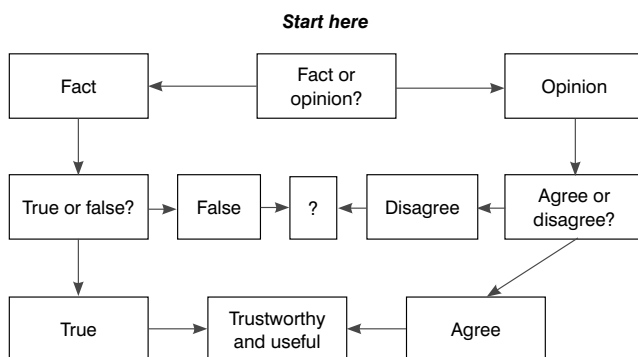 Start here
Fact
Fact or
opinion?
Opinion
True or false?
False
?
Disagree
Agree or
disagree?
True
Trustworthy
and useful
Agree